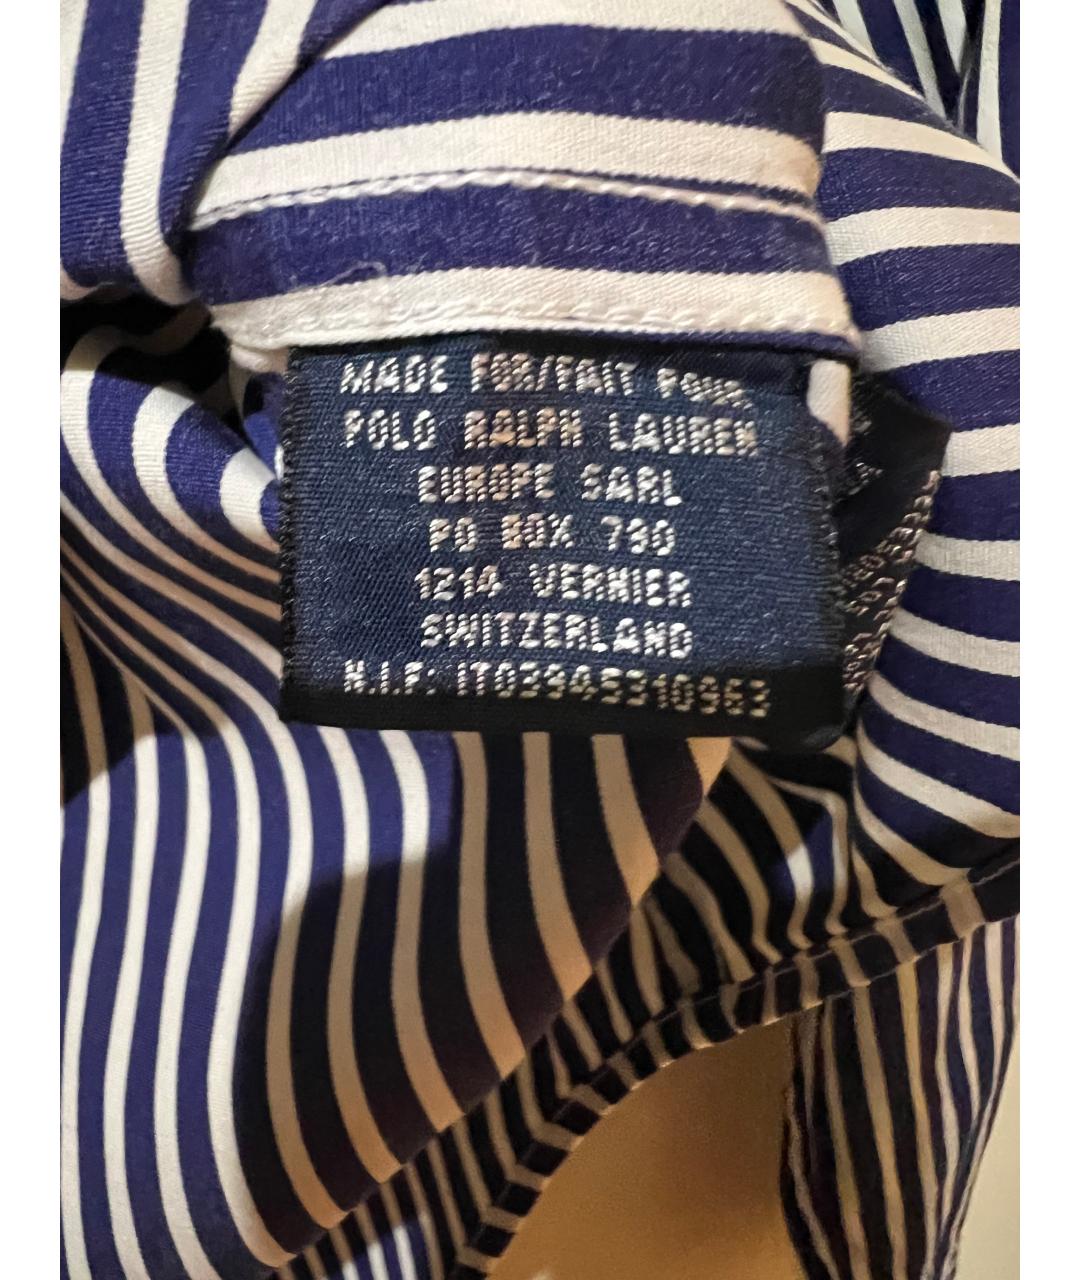 MADE FOR/FAIT POUR
POLO RALPH LAUREN
EUROPE SARL
PO BOX 790
1214 VERNIER
SWITZERLAND
N.I.F: IT03945310963